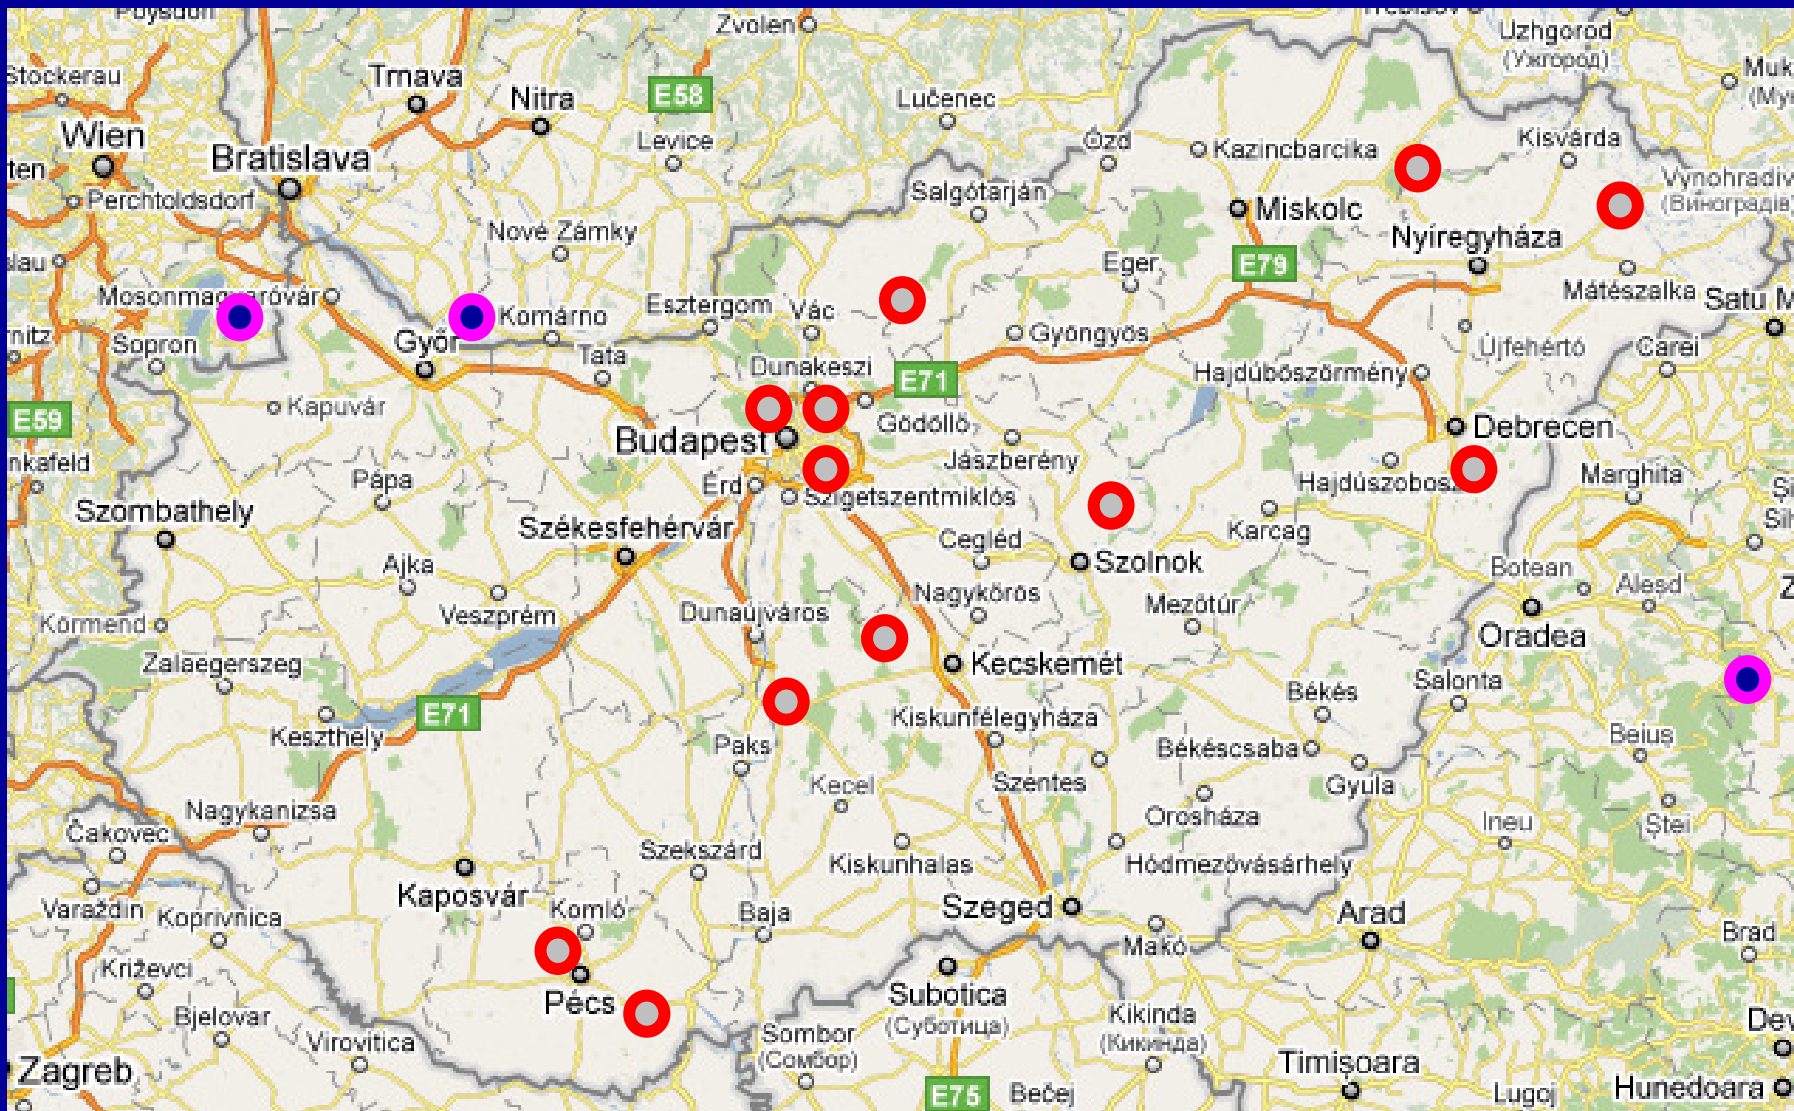 Zvolen
Uzhgorod
(Ужгород)
Stockerau
Trnava
E58
Nitra
Lučenec
Wien
Levice
Ózd
Kazincbarcika
Kisvárda
Bratislava
Perchtoldsdorf
Salgótarján
Miskolc
Vynohradiv
(Виноградів)
Nové Zámky
Nyíregyháza
Eger
E79
Mosonmagyaróvár
Komárno
Esztergom
Vác
Mátészalka
Satu M
Sopron
Győr
Tata
Gyöngyös
Újfehértó
Carei
Dunakeszi
E71
Hajdúböszörmény
Kapuvár
E59
Gödöllő
Budapest
Debrecen
Jászberény
Pápa
Érd
Szigetszentmiklós
Hajdúszobosz
Marghita
Szombathely
Székesfehérvár
Cegléd
Karcag
Szolnok
Ajka
Botean
Alesd
Veszprém
Dunaújváros
Nagykőrös
Mezőtúr
Körmend
Oradea
Zalaegerszeg
Kecskemét
Békés
Salonta
E71
Keszthely
Kiskunfélegyháza
Paks
Békéscsaba
Beiuş
Kecel
Szentes
Gyula
Nagykanizsa
Orosháza
Čakovec
Ineu
Ştei
Szekszárd
Kiskunhalas
Hódmezővásárhely
Kaposvár
Komló
Varaždin
Koprivnica
Baja
Szeged
Arad
Makó
Brad
Križevci
Pécs
Subotica
(Суботица)
Bjelovar
Kikinda
(Кикинда)
Virovitica
Sombor
(Сомбор)
Zagreb
Timişoara
E75
Bečej
Lugoj
Hunedoara